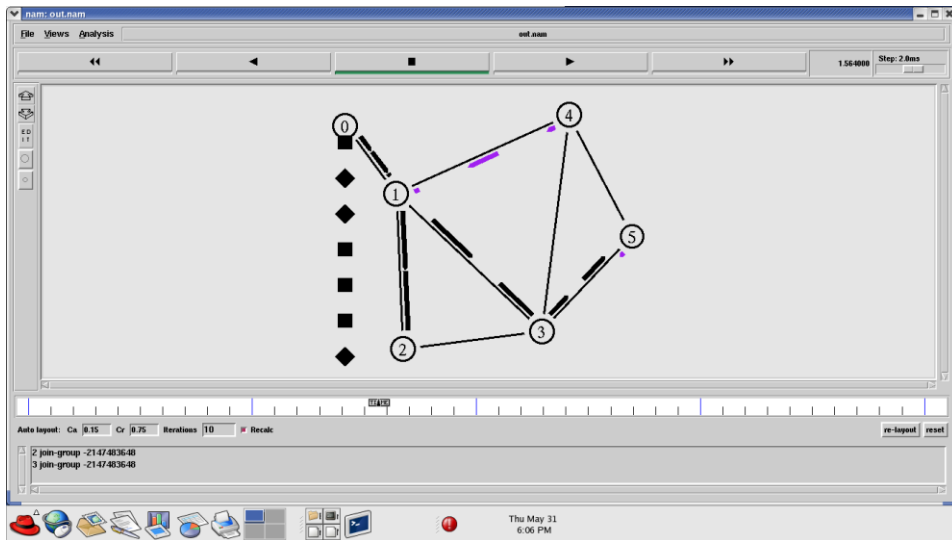 nam: out.nam
File Views Analysis out.nam
1.564000 Step: 2.0ms
ED
IT
0
4
1
5
3
2
Auto layout: Ca 0.15 Cr 0.75 Iterations 10 Recalc re-layout reset
2 join-group -2147483648
3 join-group -2147483648
Thu May 31
6:06 PM